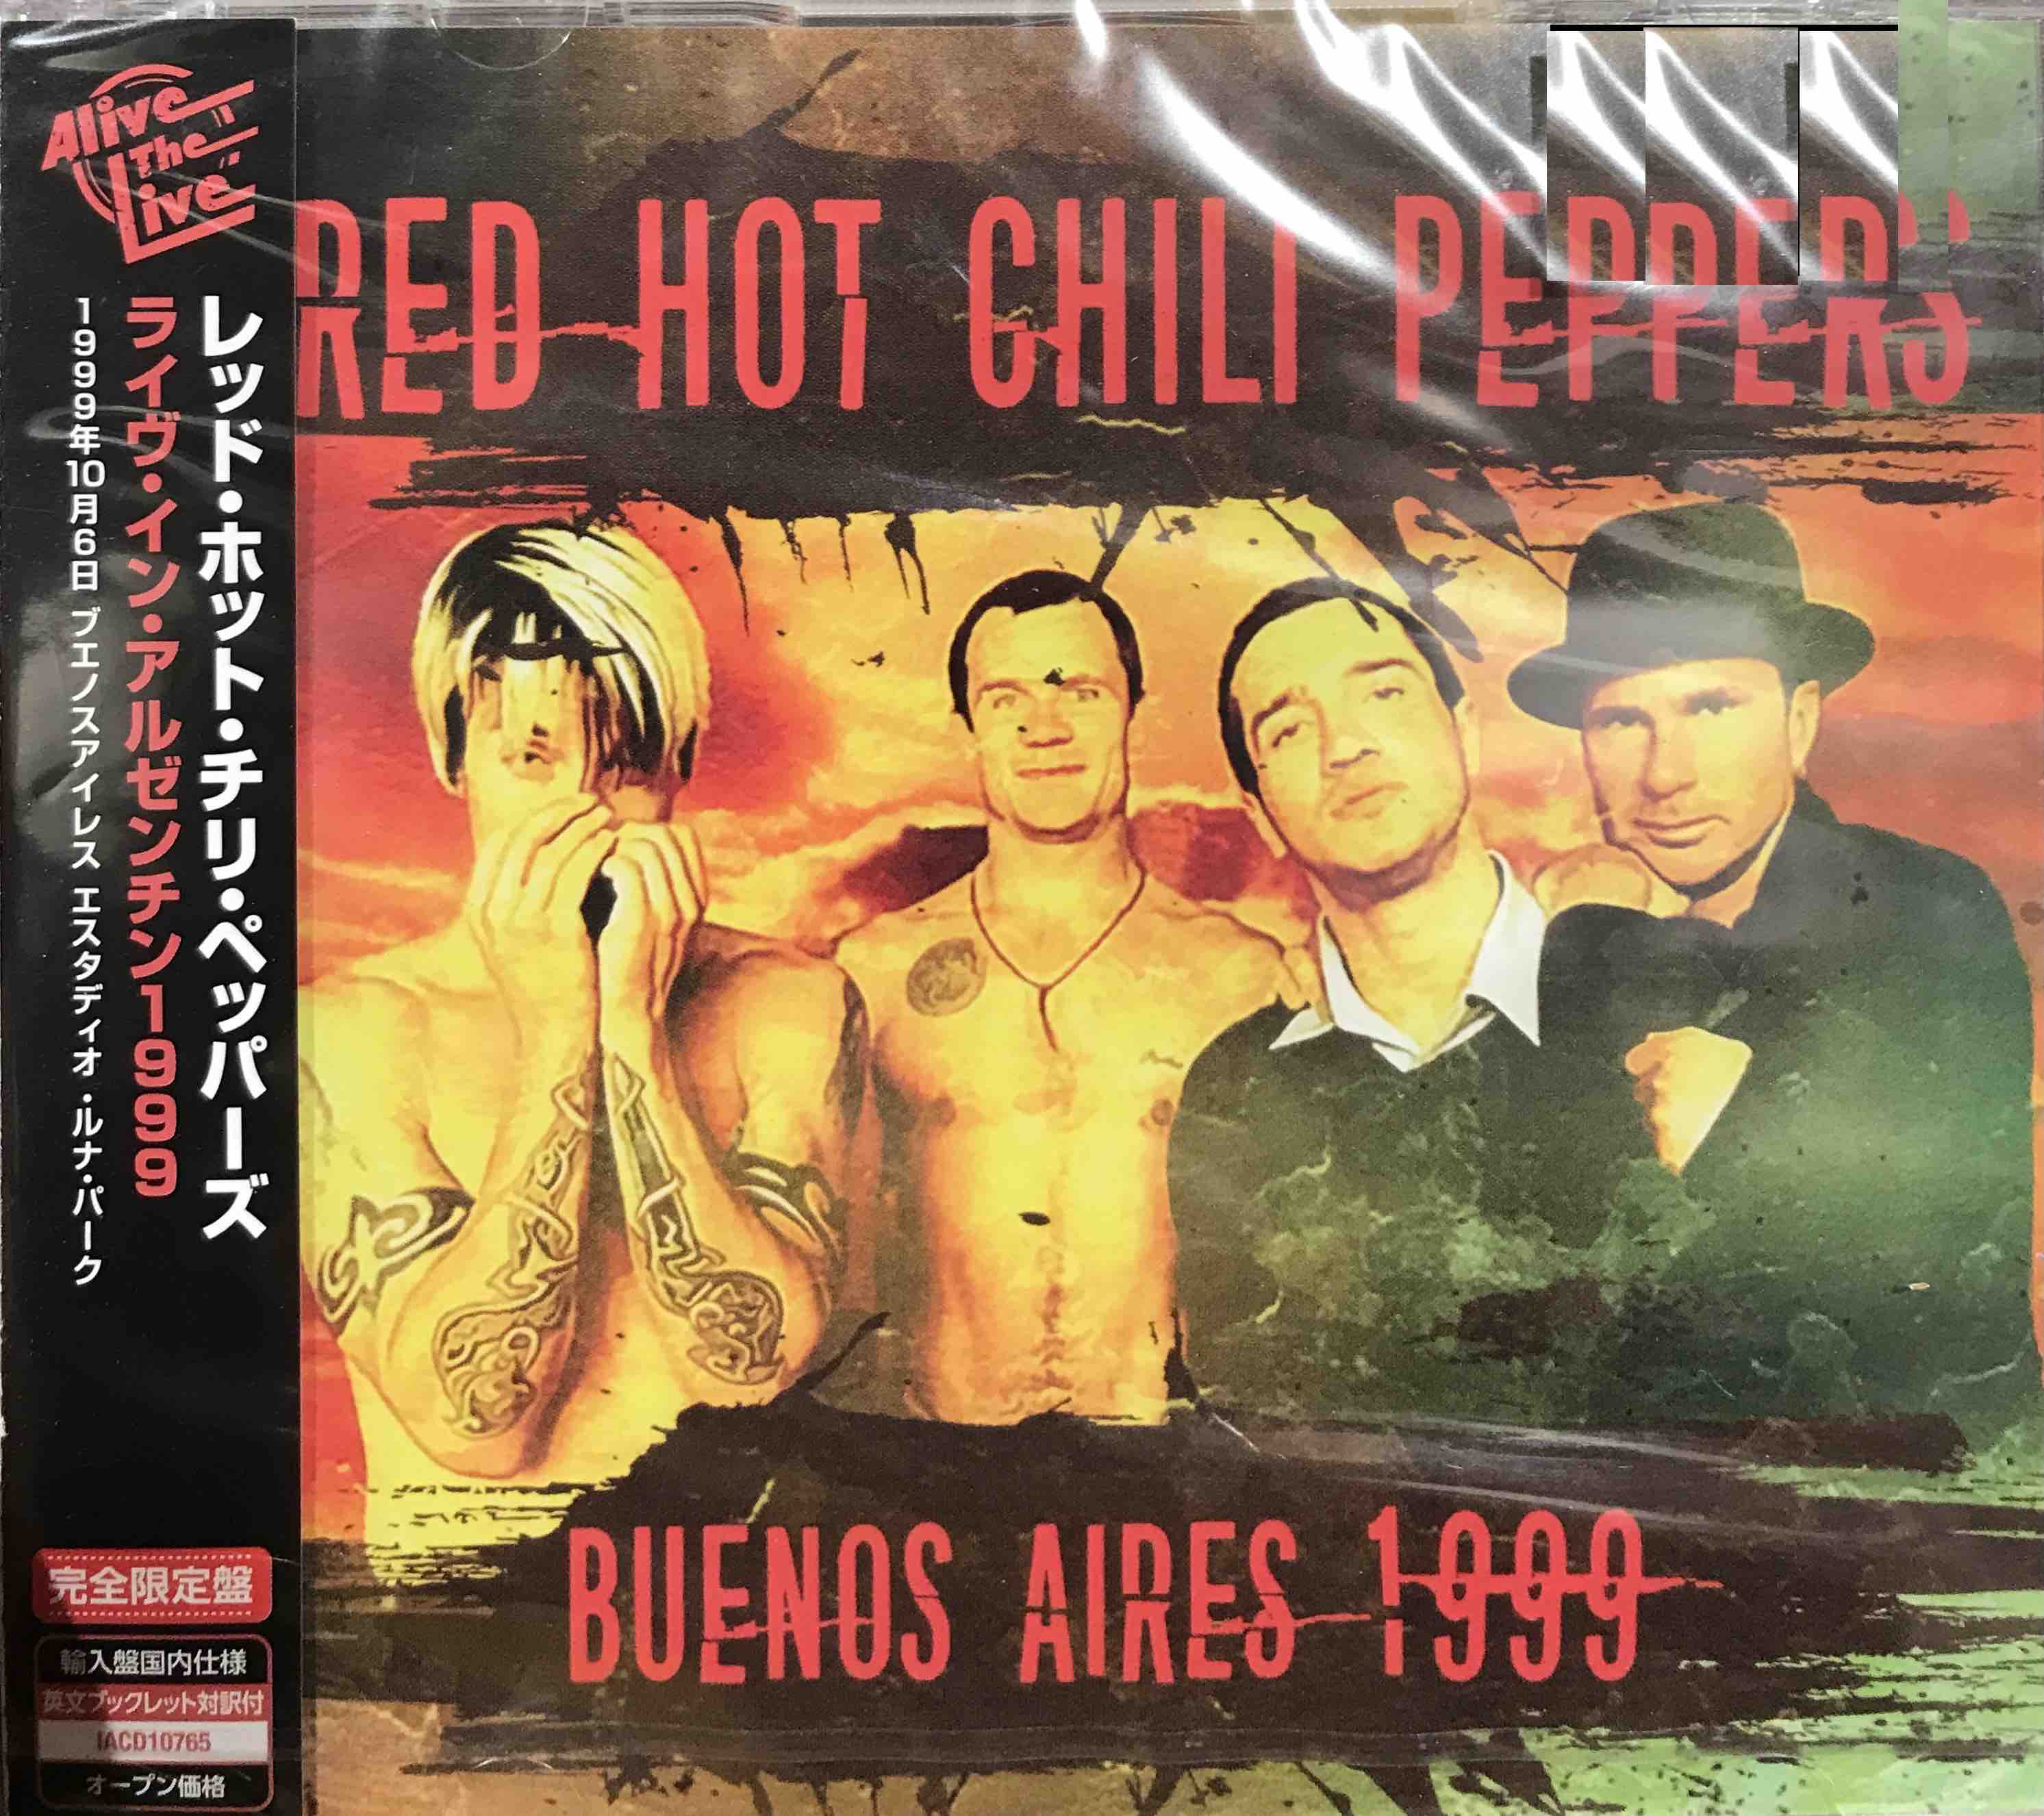 Alive
The
Live
レッド・ホット・チリ・ペッパーズ
ライヴ・イン・アルゼンチン1999
1999年10月6日 ブエノスアイレス エスタディオ・ルナ・パーク
完全限定盤
輸入盤国内仕様
英文ブックレット対訳付
IACD10765
オープン価格
RED HOT CHILI PEPPERS
BUENOS AIRES 1999